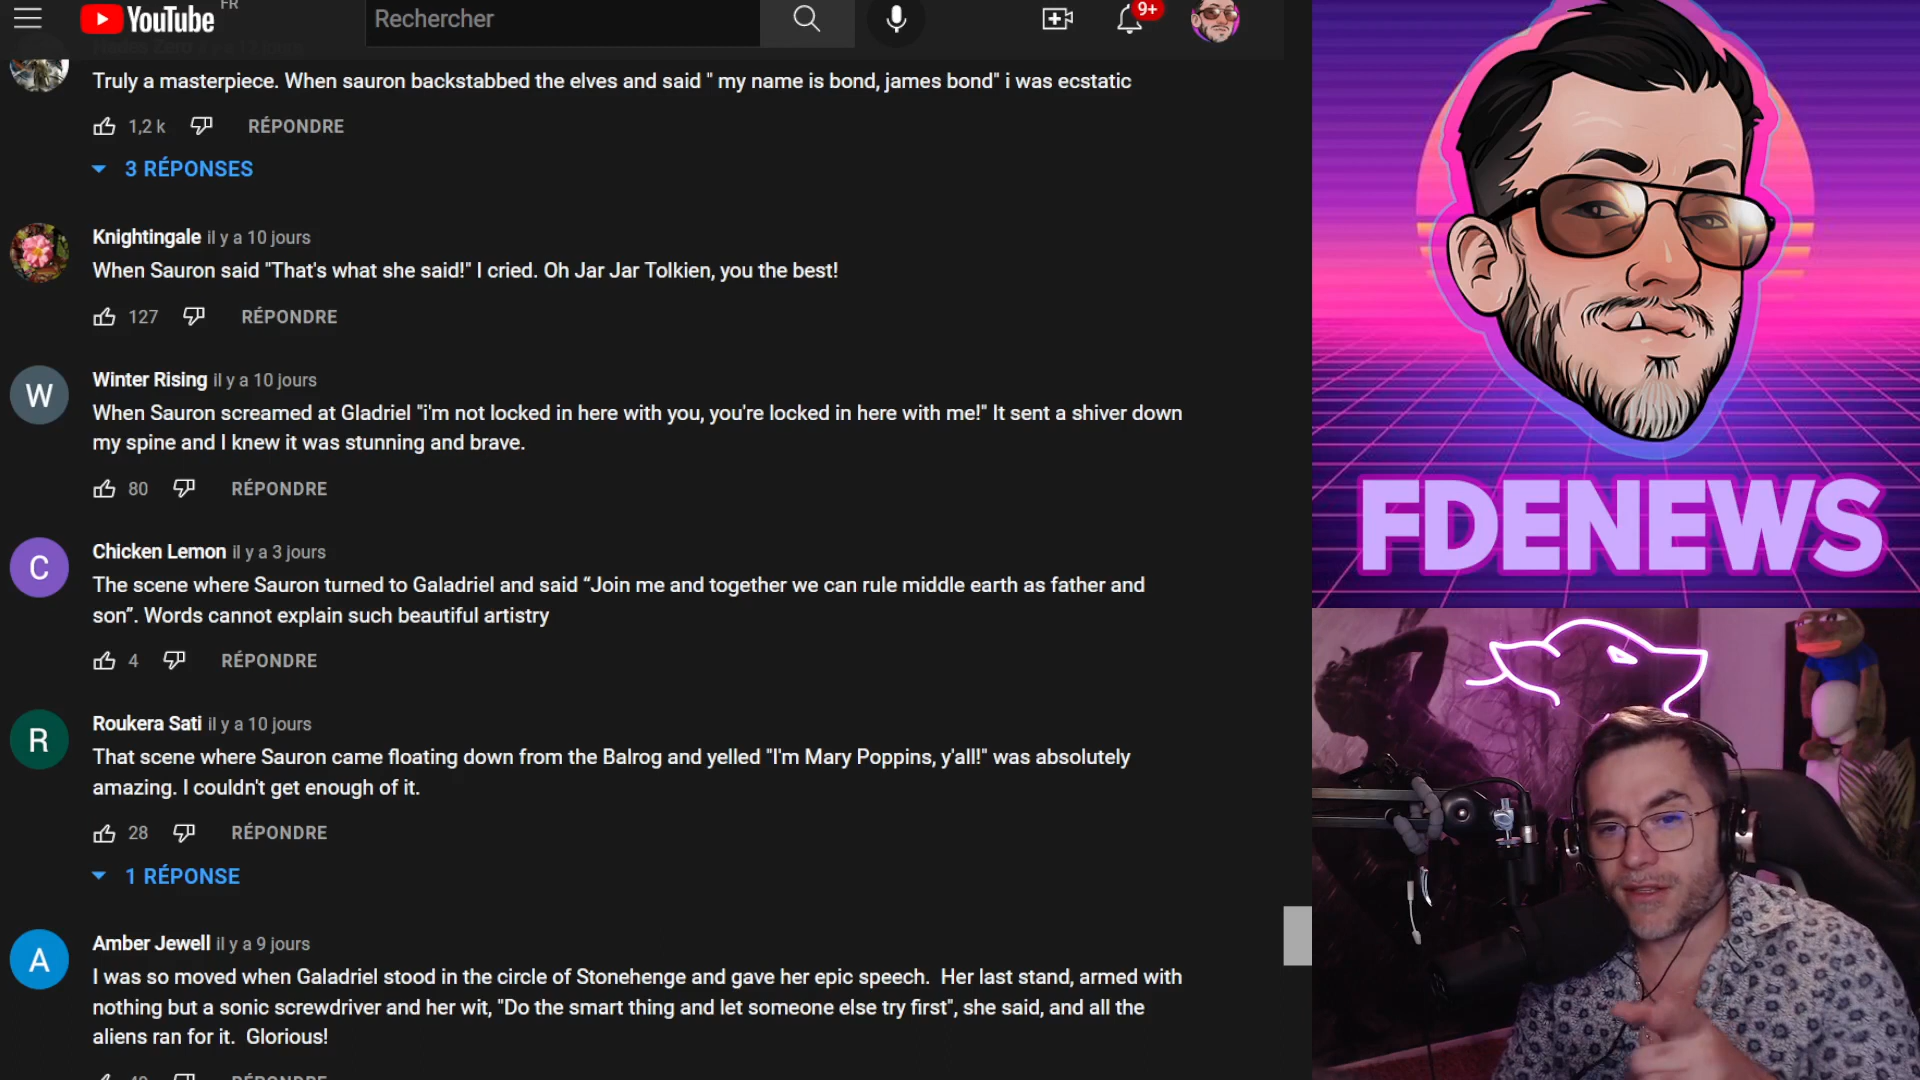 FR
YouTube
Rechercher
9+
Truly a masterpiece. When sauron backstabbed the elves and said " my name is bond, james bond" i was ecstatic
1,2 k RÉPONDRE
3 RÉPONSES
Knightingale il y a 10 jours
When Sauron said "That's what she said!" I cried. Oh Jar Jar Tolkien, you the best!
127 RÉPONDRE
W
Winter Rising il y a 10 jours
When Sauron screamed at Gladriel "i'm not locked in here with you, you're locked in here with me!" It sent a shiver down
my spine and I knew it was stunning and brave.
80 RÉPONDRE
C
Chicken Lemon il y a 3 jours
The scene where Sauron turned to Galadriel and said “Join me and together we can rule middle earth as father and
son”. Words cannot explain such beautiful artistry
4 RÉPONDRE
R
Roukera Sati il y a 10 jours
That scene where Sauron came floating down from the Balrog and yelled "I'm Mary Poppins, y'all!" was absolutely
amazing. I couldn't get enough of it.
28 RÉPONDRE
1 RÉPONSE
A
Amber Jewell il y a 9 jours
I was so moved when Galadriel stood in the circle of Stonehenge and gave her epic speech.  Her last stand, armed with
nothing but a sonic screwdriver and her wit, "Do the smart thing and let someone else try first", she said, and all the
aliens ran for it.  Glorious!
RÉPONDRE
FDENEWS